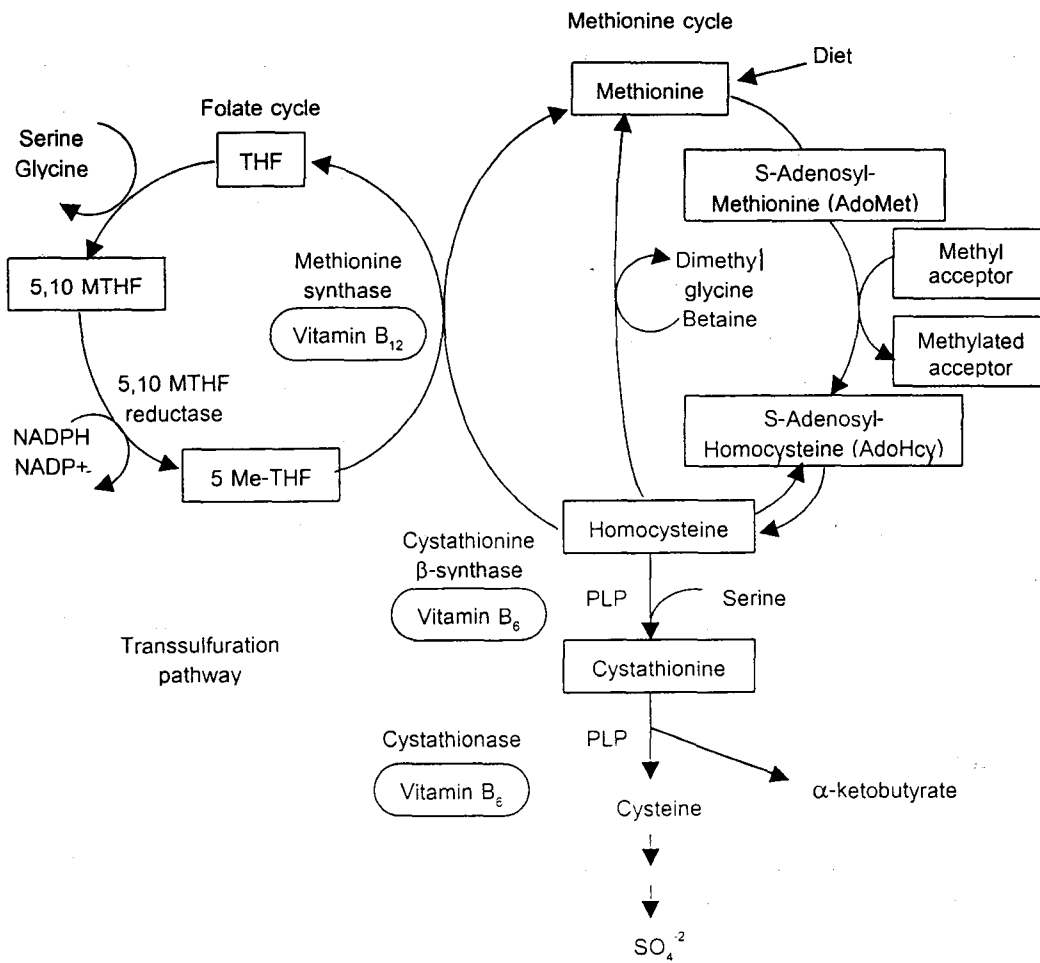 Methionine cycle
Diet
Methionine
Folate cycle
Serine
Glycine
THF
S-Adenosyl-
Methionine (AdoMet)
Methyl
acceptor
5,10 MTHF
Methionine
synthase
Vitamin B12
Dimethyl
glycine
Betaine
Methylated
acceptor
5,10 MTHF
reductase
S-Adenosyl-
Homocysteine (AdoHcy)
NADPH
NADP+
5 Me-THF
Homocysteine
Cystathionine
β-synthase
PLP
Serine
Vitamin B6
Transsulfuration
pathway
Cystathionine
Cystathionase
PLP
Vitamin B6
α-ketobutyrate
Cysteine
SO4-2